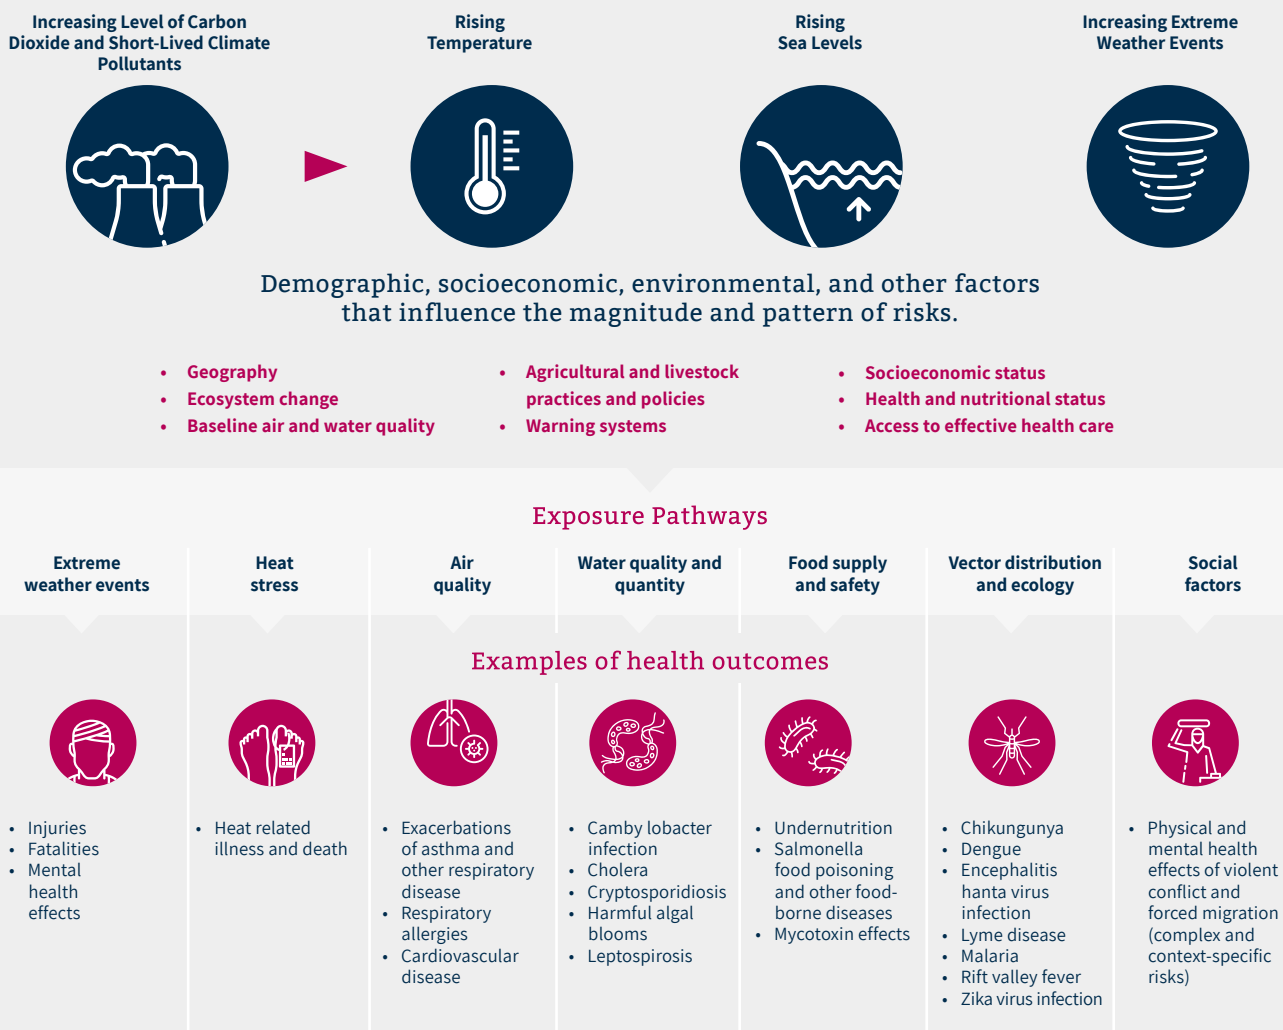 Increasing Level of Carbon
Dioxide and Short-Lived Climate
Pollutants
Rising
Temperature
Rising
Sea Levels
Increasing Extreme
Weather Events
Demographic, socioeconomic, environmental, and other factors
that influence the magnitude and pattern of risks.
• Geography
• Ecosystem change
• Baseline air and water quality
• Agricultural and livestock
practices and policies
• Warning systems
• Socioeconomic status
• Health and nutritional status
• Access to effective health care
Exposure Pathways
Extreme
weather events
Heat
stress
Air
quality
Water quality and
quantity
Food supply
and safety
Vector distribution
and ecology
Social
factors
Examples of health outcomes
• Injuries
• Fatalities
• Mental
health
effects
• Heat related
illness and death
• Exacerbations
of asthma and
other respiratory
disease
• Respiratory
allergies
• Cardiovascular
disease
• Camby lobacter
infection
• Cholera
• Cryptosporidiosis
• Harmful algal
blooms
• Leptospirosis
• Undernutrition
• Salmonella
food poisoning
and other food-
borne diseases
• Mycotoxin effects
• Chikungunya
• Dengue
• Encephalitis
hanta virus
infection
• Lyme disease
• Malaria
• Rift valley fever
• Zika virus infection
• Physical and
mental health
effects of violent
conflict and
forced migration
(complex and
context-specific
risks)